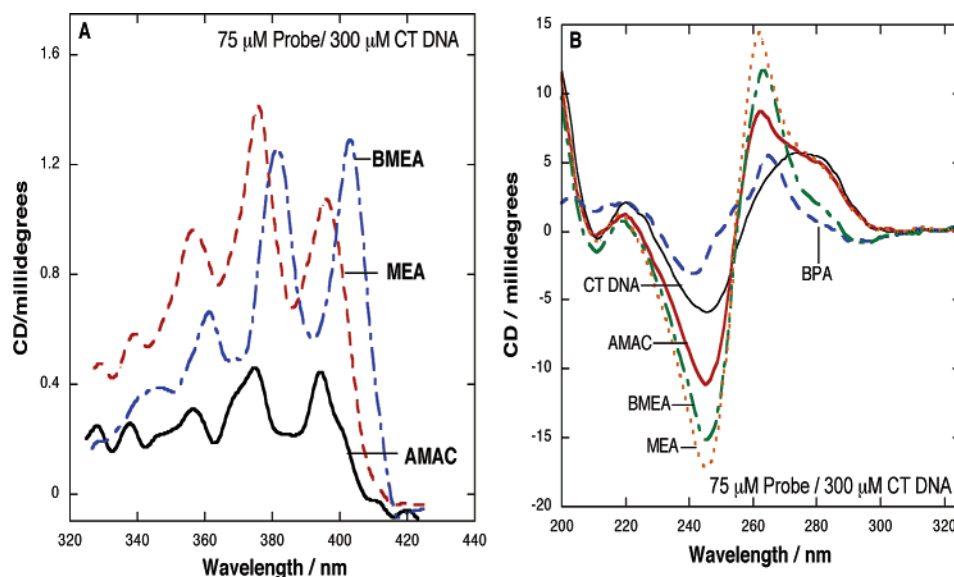 A
75 μM Probe/ 300 μM CT DNA
1.6
1.2
0.8
0.4
0
CD/millidegrees
BMEA
MEA
AMAC
320 340 360 380 400 420 440
Wavelength / nm
B
15
10
5
0
-5
-10
-15
-20
CD / millidegrees
BPA
CT DNA
AMAC
BMEA
MEA
75 μM Probe / 300 μM CT DNA
200 220 240 260 280 300 320
Wavelength / nm